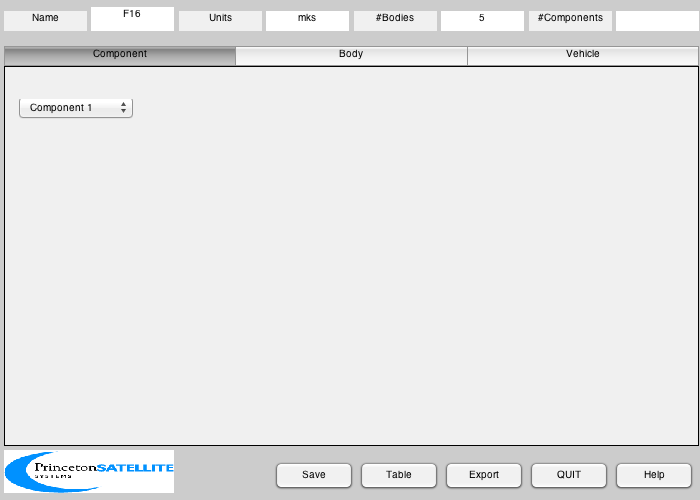 Name F16 Units mks #Bodies 5 #Components
Component Body Vehicle
Component 1
PrincetonSATELLITE
SYSTEMS
Save Table Export QUIT Help